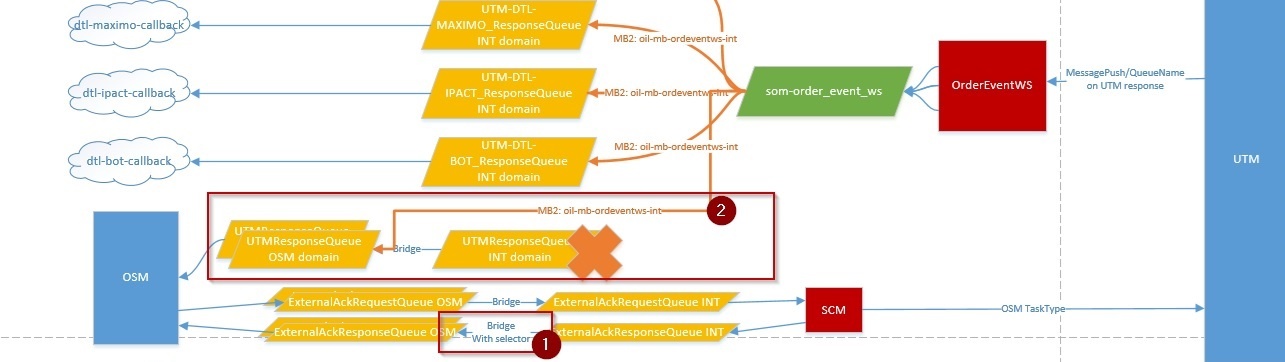 dtl-maximo-callback
UTM-DTL-
MAXIMO_ResponseQueue
INT domain
MB2: oil-mb-ordeventws-int
dtl-ipact-callback
UTM-DTL-
IPACT_ResponseQueue
INT domain
MB2: oil-mb-ordeventws-int
som-order_event_ws
OrderEventWS
MessagePush/QueueName
on UTM response
dtl-bot-callback
UTM-DTL-
BOT_ResponseQueue
INT domain
MB2: oil-mb-ordeventws-int
UTM
MB2: oil-mb-ordeventws-int
2
OSM
UTMResponseQueue
UTMResponseQueue
OSM domain
Bridge
UTMResponseQueue
INT domain
ExternalAckRequestQueue OSM
Bridge
ExternalAckRequestQueue INT
SCM
OSM TaskType
ExternalAckResponseQueue OSM
Bridge
With selector
ExternalAckResponseQueue INT
1